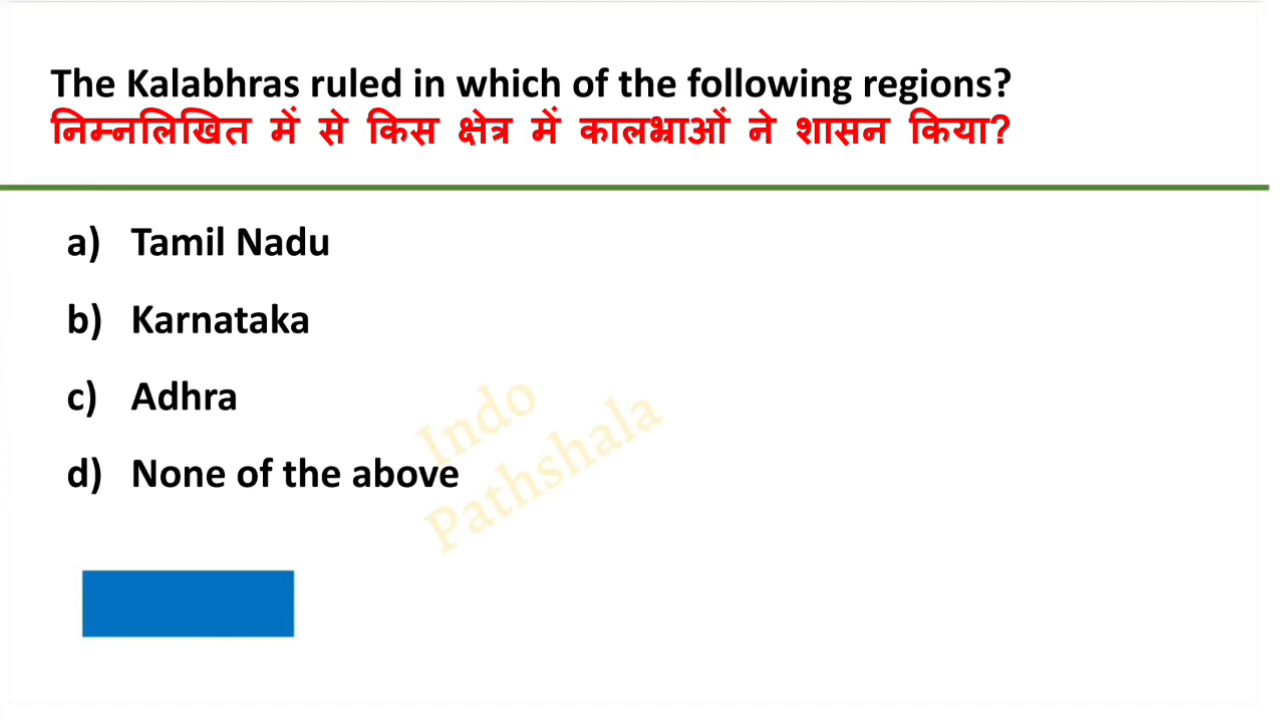 The Kalabhras ruled in which of the following regions?
निम्नलिखित में से किस क्षेत्र में कालभ्राओं ने शासन किया?
a) Tamil Nadu
b) Karnataka
c) Adhra
d) None of the above
Indo
Pathshala